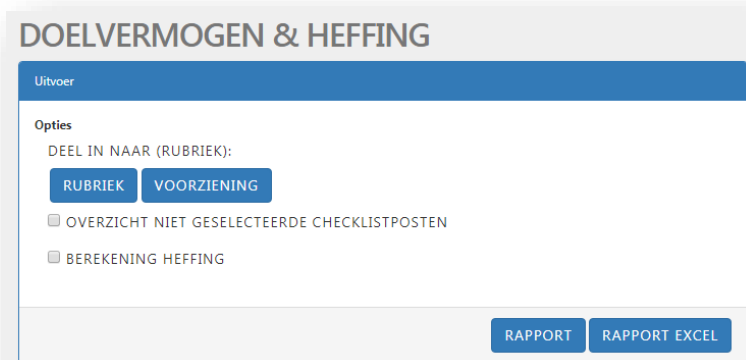 DOELVERMOGEN & HEFFING
Uitvoer
Opties
DEEL IN NAAR (RUBRIEK):
RUBRIEK VOORZIENING
OVERZICHT NIET GESELECTEERDE CHECKLISTPOSTEN
BEREKENING HEFFING
RAPPORT RAPPORT EXCEL